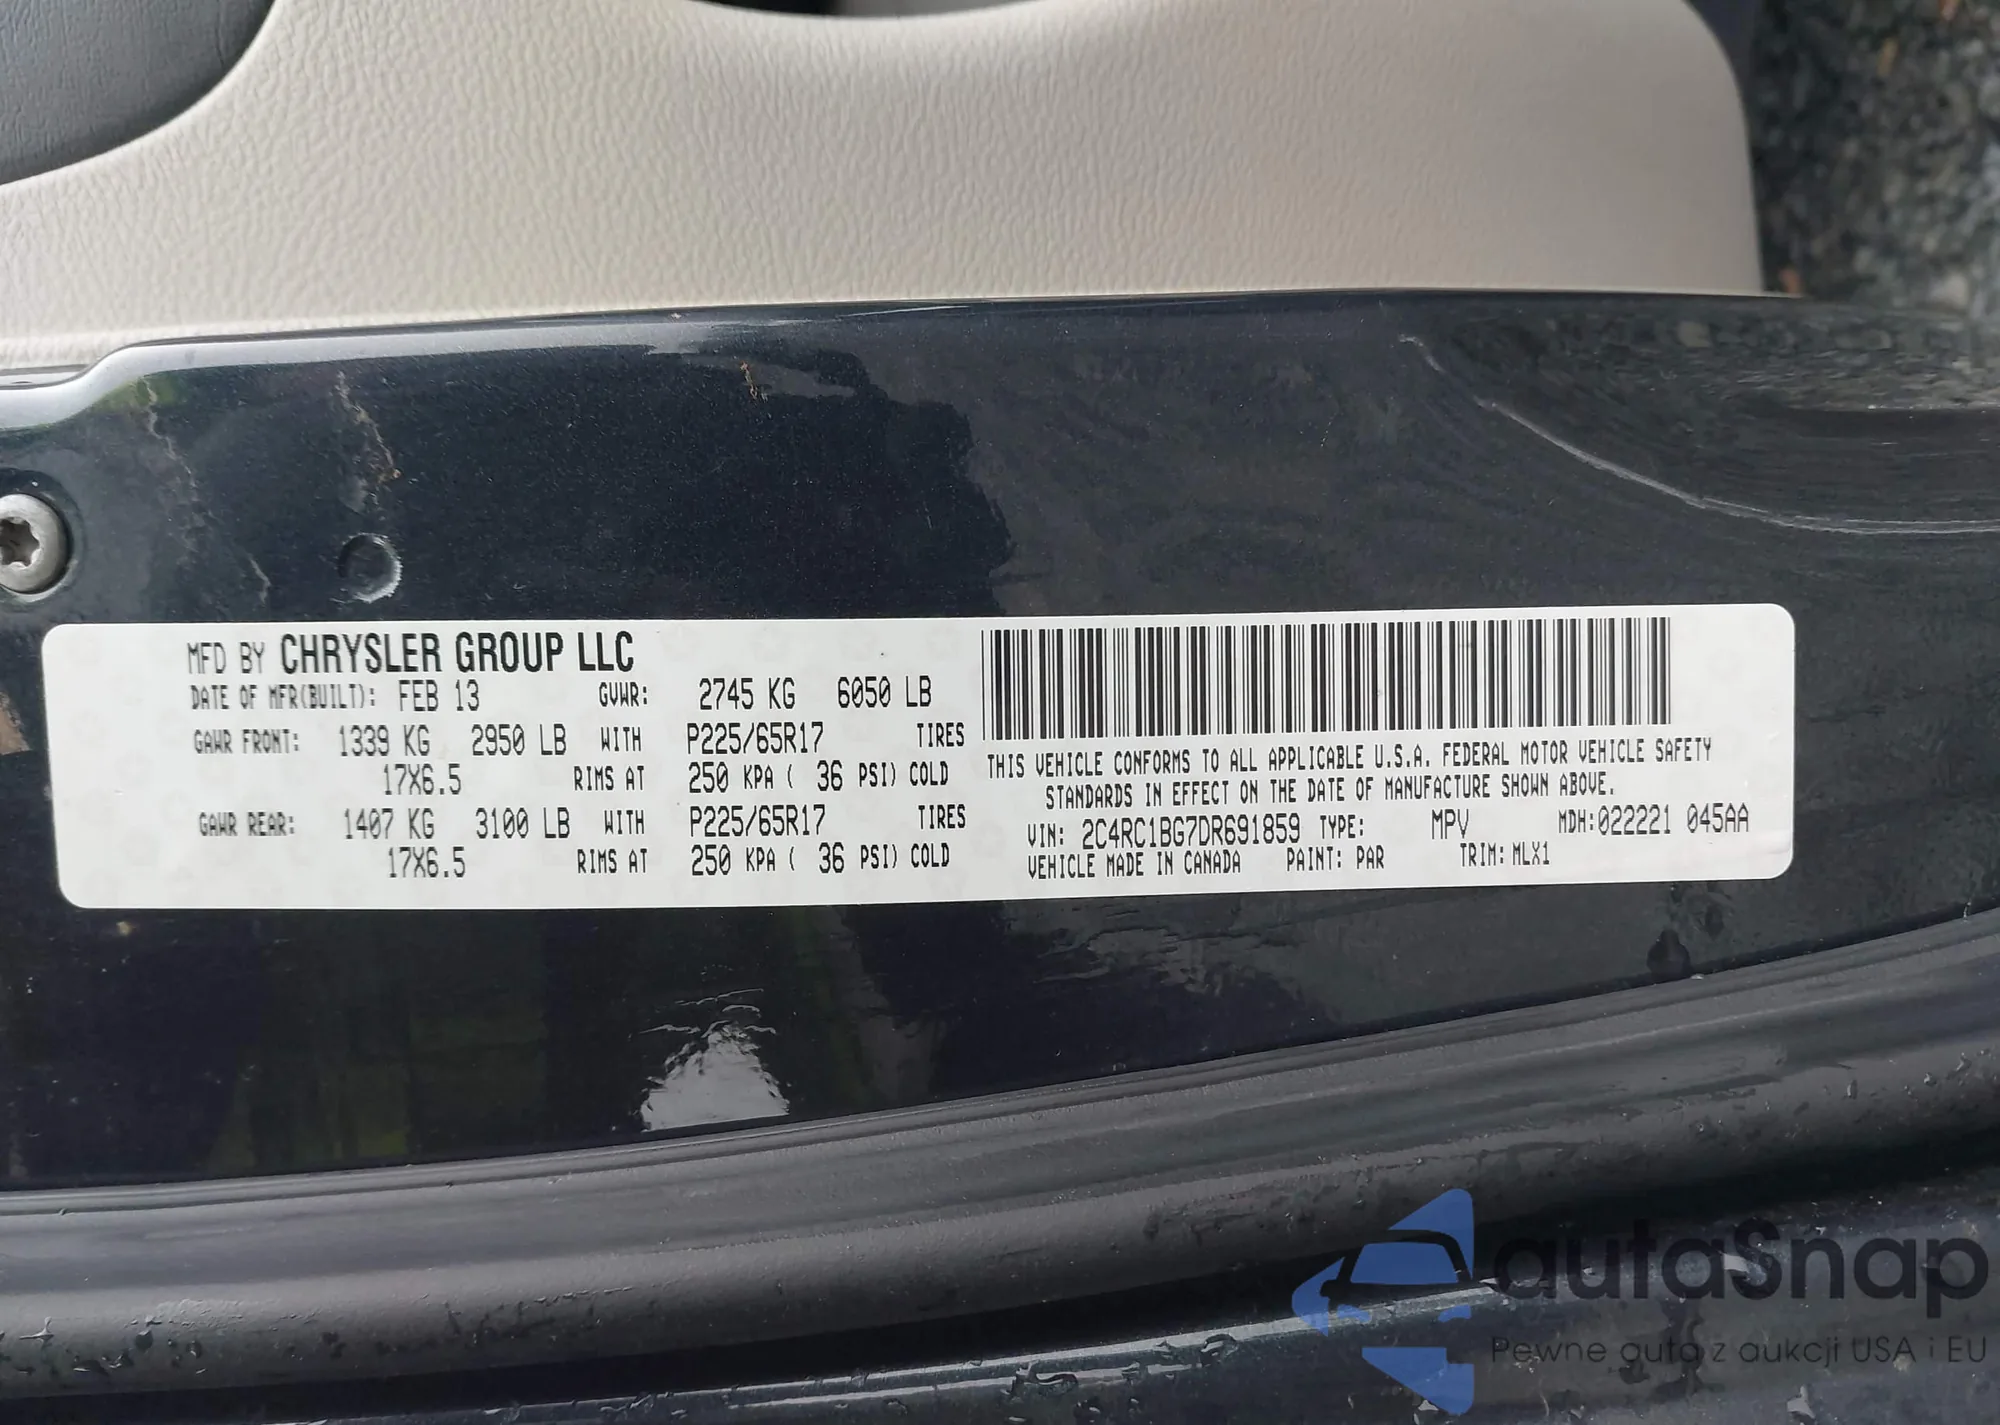 MFD BY CHRYSLER GROUP LLC
DATE OF MFR(BUILT): FEB 13 GVWR: 2745 KG 6050 LB
GAWR FRONT: 1339 KG 2950 LB WITH P225/65R17 TIRES
17X6.5 RIMS AT 250 KPA ( 36 PSI) COLD
GAWR REAR: 1407 KG 3100 LB WITH P225/65R17 TIRES
17X6.5 RIMS AT 250 KPA ( 36 PSI) COLD
THIS VEHICLE CONFORMS TO ALL APPLICABLE U.S.A. FEDERAL MOTOR VEHICLE SAFETY
STANDARDS IN EFFECT ON THE DATE OF MANUFACTURE SHOWN ABOVE.
VIN: 2C4RC1BG7DR691859 TYPE: MPV MDH:022221 045AA
VEHICLE MADE IN CANADA PAINT: PAR TRIM: MLX1
autaSnap
Pewne auta z aukcji USA i EU